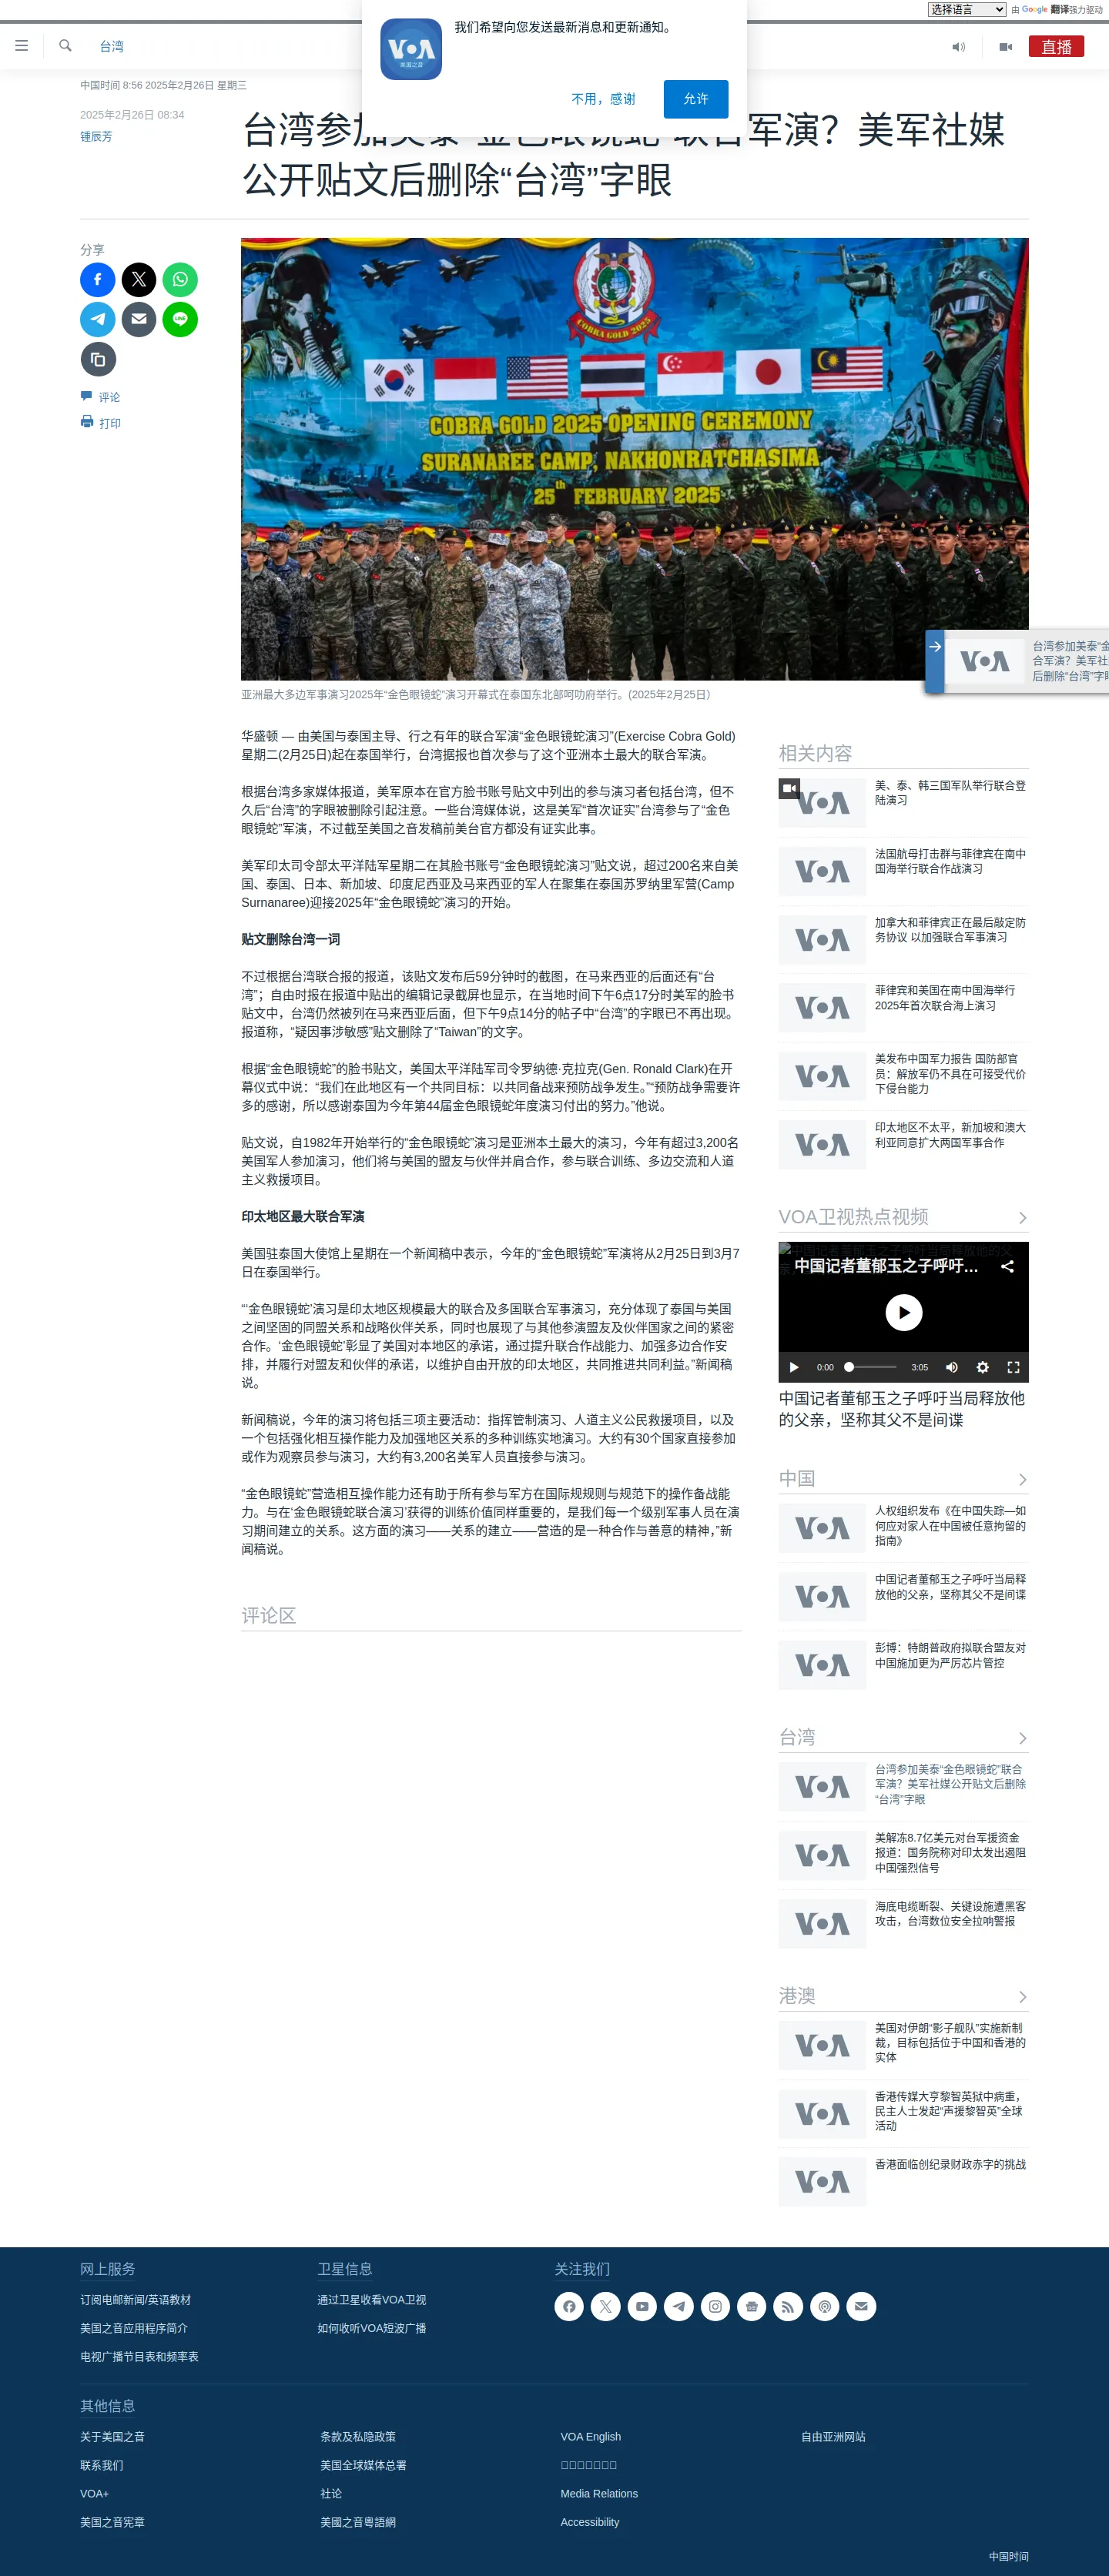 选择语言
由 Google 翻译强力驱动
台湾
直播
我们希望向您发送最新消息和更新通知。
VOA
美国之音
不用，感谢
允许
中国时间 8:56 2025年2月26日 星期三
2025年2月26日 08:34
锺辰芳
台湾参加美泰“金色眼镜蛇”联合军演？美军社媒
公开贴文后删除“台湾”字眼
分享
评论
打印
COBRA GOLD 2025
COBRA GOLD 2025 OPENING CEREMONY
SURANAREE CAMP, NAKHONRATCHASIMA,
25th FEBRUARY 2025
亚洲最大多边军事演习2025年“金色眼镜蛇”演习开幕式在泰国东北部呵叻府举行。(2025年2月25日)
VOA
台湾参加美泰“金
合军演？美军社
后删除“台湾”字眼
华盛顿 — 由美国与泰国主导、行之有年的联合军演“金色眼镜蛇演习”(Exercise Cobra Gold)
星期二(2月25日)起在泰国举行，台湾据报也首次参与了这个亚洲本土最大的联合军演。
根据台湾多家媒体报道，美军原本在官方脸书账号贴文中列出的参与演习者包括台湾，但不
久后“台湾”的字眼被删除引起注意。一些台湾媒体说，这是美军“首次证实”台湾参与了“金色
眼镜蛇”军演，不过截至美国之音发稿前美台官方都没有证实此事。
美军印太司令部太平洋陆军星期二在其脸书账号“金色眼镜蛇演习”贴文说，超过200名来自美
国、泰国、日本、新加坡、印度尼西亚及马来西亚的军人在聚集在泰国苏罗纳里军营(Camp
Surnanaree)迎接2025年“金色眼镜蛇”演习的开始。
贴文删除台湾一词
不过根据台湾联合报的报道，该贴文发布后59分钟时的截图，在马来西亚的后面还有“台
湾”；自由时报在报道中贴出的编辑记录截屏也显示，在当地时间下午6点17分时美军的脸书
贴文中，台湾仍然被列在马来西亚后面，但下午9点14分的帖子中“台湾”的字眼已不再出现。
报道称，“疑因事涉敏感”贴文删除了“Taiwan”的文字。
根据“金色眼镜蛇”的脸书贴文，美国太平洋陆军司令罗纳德·克拉克(Gen. Ronald Clark)在开
幕仪式中说：“我们在此地区有一个共同目标：以共同备战来预防战争发生。”“预防战争需要许
多的感谢，所以感谢泰国为今年第44届金色眼镜蛇年度演习付出的努力。”他说。
贴文说，自1982年开始举行的“金色眼镜蛇”演习是亚洲本土最大的演习，今年有超过3,200名
美国军人参加演习，他们将与美国的盟友与伙伴并肩合作，参与联合训练、多边交流和人道
主义救援项目。
印太地区最大联合军演
美国驻泰国大使馆上星期在一个新闻稿中表示，今年的“金色眼镜蛇”军演将从2月25日到3月7
日在泰国举行。
“‘金色眼镜蛇’演习是印太地区规模最大的联合及多国联合军事演习，充分体现了泰国与美国
之间坚固的同盟关系和战略伙伴关系，同时也展现了与其他参演盟友及伙伴国家之间的紧密
合作。‘金色眼镜蛇’彰显了美国对本地区的承诺，通过提升联合作战能力、加强多边合作安
排，并履行对盟友和伙伴的承诺，以维护自由开放的印太地区，共同推进共同利益。”新闻稿
说。
新闻稿说，今年的演习将包括三项主要活动：指挥管制演习、人道主义公民救援项目，以及
一个包括强化相互操作能力及加强地区关系的多种训练实地演习。大约有30个国家直接参加
或作为观察员参与演习，大约有3,200名美军人员直接参与演习。
“金色眼镜蛇”营造相互操作能力还有助于所有参与军方在国际规规则与规范下的操作备战能
力。与在‘金色眼镜蛇联合演习’获得的训练价值同样重要的，是我们每一个级别军事人员在演
习期间建立的关系。这方面的演习——关系的建立——营造的是一种合作与善意的精神，”新
闻稿说。
评论区
相关内容
VOA
美、泰、韩三国军队举行联合登
陆演习
VOA
法国航母打击群与菲律宾在南中
国海举行联合作战演习
VOA
加拿大和菲律宾正在最后敲定防
务协议 以加强联合军事演习
VOA
菲律宾和美国在南中国海举行
2025年首次联合海上演习
VOA
美发布中国军力报告 国防部官
员：解放军仍不具在可接受代价
下侵台能力
VOA
印太地区不太平，新加坡和澳大
利亚同意扩大两国军事合作
VOA卫视热点视频
中国记者董郁玉之子呼吁当局释放他的父
中国记者董郁玉之子呼吁...
0:00
3:05
中国记者董郁玉之子呼吁当局释放他
的父亲，坚称其父不是间谍
中国
VOA
人权组织发布《在中国失踪—如
何应对家人在中国被任意拘留的
指南》
VOA
中国记者董郁玉之子呼吁当局释
放他的父亲，坚称其父不是间谍
VOA
彭博：特朗普政府拟联合盟友对
中国施加更为严厉芯片管控
台湾
VOA
台湾参加美泰“金色眼镜蛇”联合
军演？美军社媒公开贴文后删除
“台湾”字眼
VOA
美解冻8.7亿美元对台军援资金
报道：国务院称对印太发出遏阻
中国强烈信号
VOA
海底电缆断裂、关键设施遭黑客
攻击，台湾数位安全拉响警报
港澳
VOA
美国对伊朗“影子舰队”实施新制
裁，目标包括位于中国和香港的
实体
VOA
香港传媒大亨黎智英狱中病重，
民主人士发起“声援黎智英”全球
活动
VOA
香港面临创纪录财政赤字的挑战
网上服务
订阅电邮新闻/英语教材
美国之音应用程序简介
电视广播节目表和频率表
卫星信息
通过卫星收看VOA卫视
如何收听VOA短波广播
关注我们
其他信息
关于美国之音
联系我们
VOA+
美国之音宪章
条款及私隐政策
美国全球媒体总署
社论
美國之音粵語網
VOA English
Media Relations
Accessibility
自由亚洲网站
中国时间